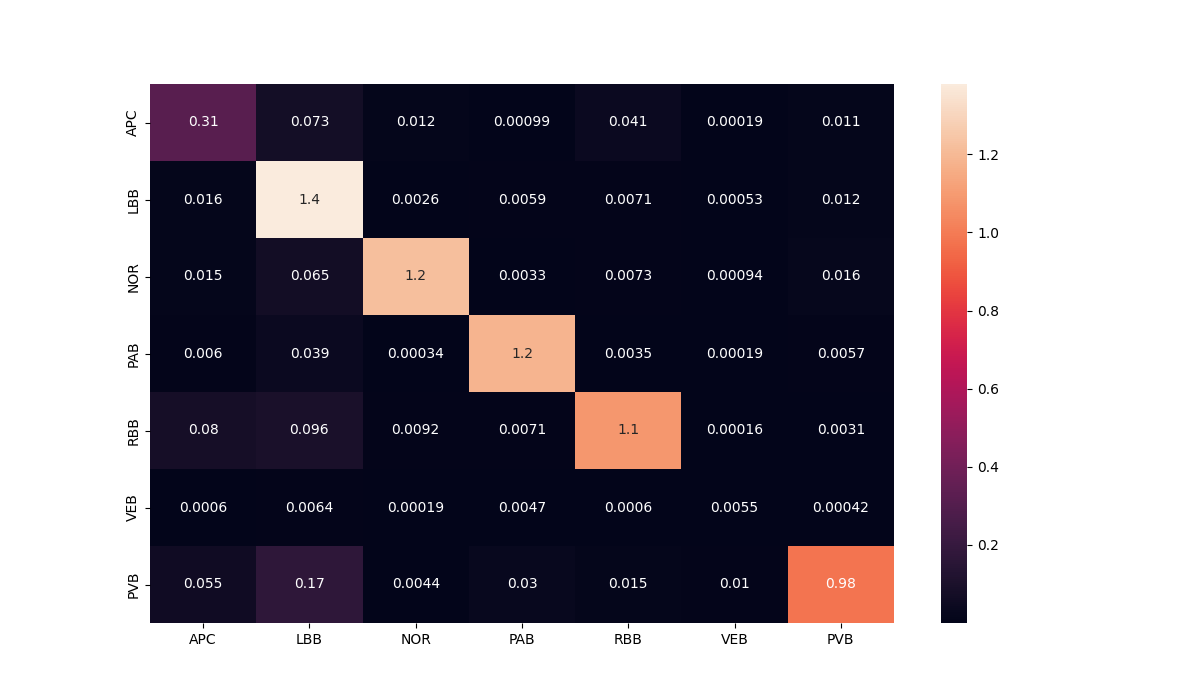 APC 0.31 0.073 0.012 0.00099 0.041 0.00019 0.011
LBB 0.016 1.4 0.0026 0.0059 0.0071 0.00053 0.012
NOR 0.015 0.065 1.2 0.0033 0.0073 0.00094 0.016
PAB 0.006 0.039 0.00034 1.2 0.0035 0.00019 0.0057
RBB 0.08 0.096 0.0092 0.0071 1.1 0.00016 0.0031
VEB 0.0006 0.0064 0.00019 0.0047 0.0006 0.0055 0.00042
PVB 0.055 0.17 0.0044 0.03 0.015 0.01 0.98
APC LBB NOR PAB RBB VEB PVB
1.2
1.0
0.8
0.6
0.4
0.2